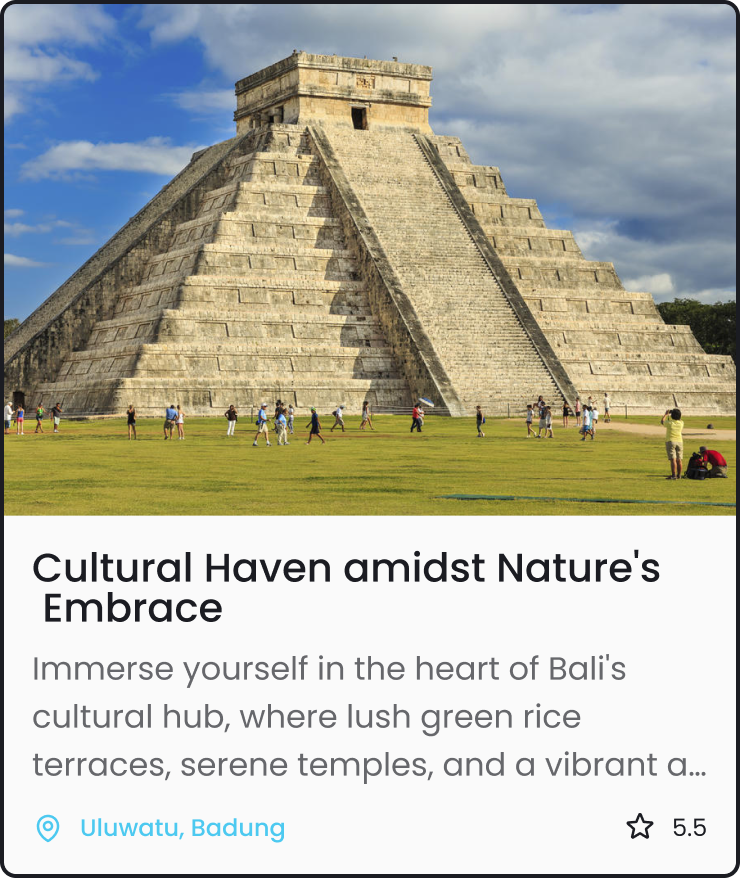 Cultural Haven amidst Nature's
Embrace
Immerse yourself in the heart of Bali's
cultural hub, where lush green rice
terraces, serene temples, and a vibrant a...
Uluwatu, Badung
5.5